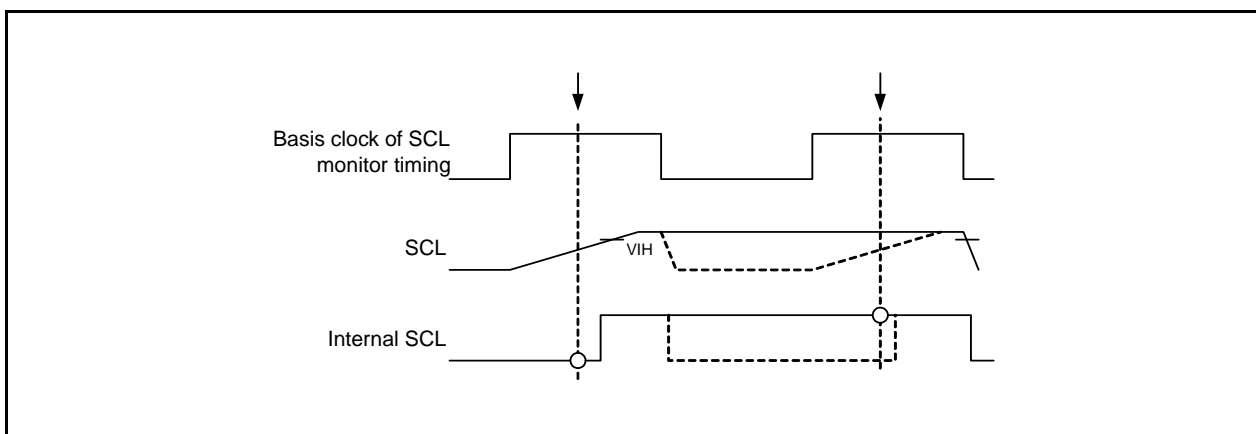 Basis clock of SCL
monitor timing
SCL
VIH
Internal SCL